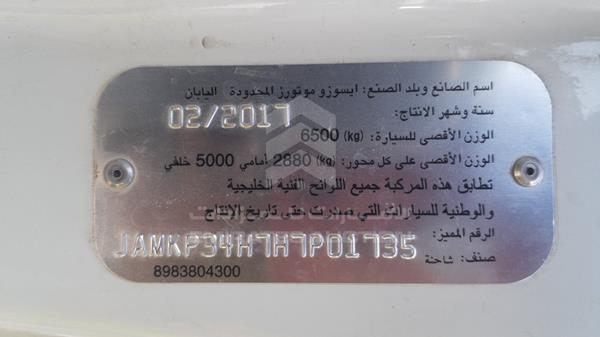 اسم الصانع وبلد الصنع: ايسوزو موتورز المحدودة اليابان
سنة وشهر الانتاج: 02/2017
الوزن الأقصى للسيارة: (kg) 6500
الوزن الأقصى على كل محور: (kg) 2880 أمامي 5000 خلفي
تطابق هذه المركبة جميع اللوائح الفنية الخليجية
والوطنية للسيارات التي صدرت حتى تاريخ الانتاج
الرقم المميز: JAMKP34H7H7P01735
صنف: شاحنة
8983804300